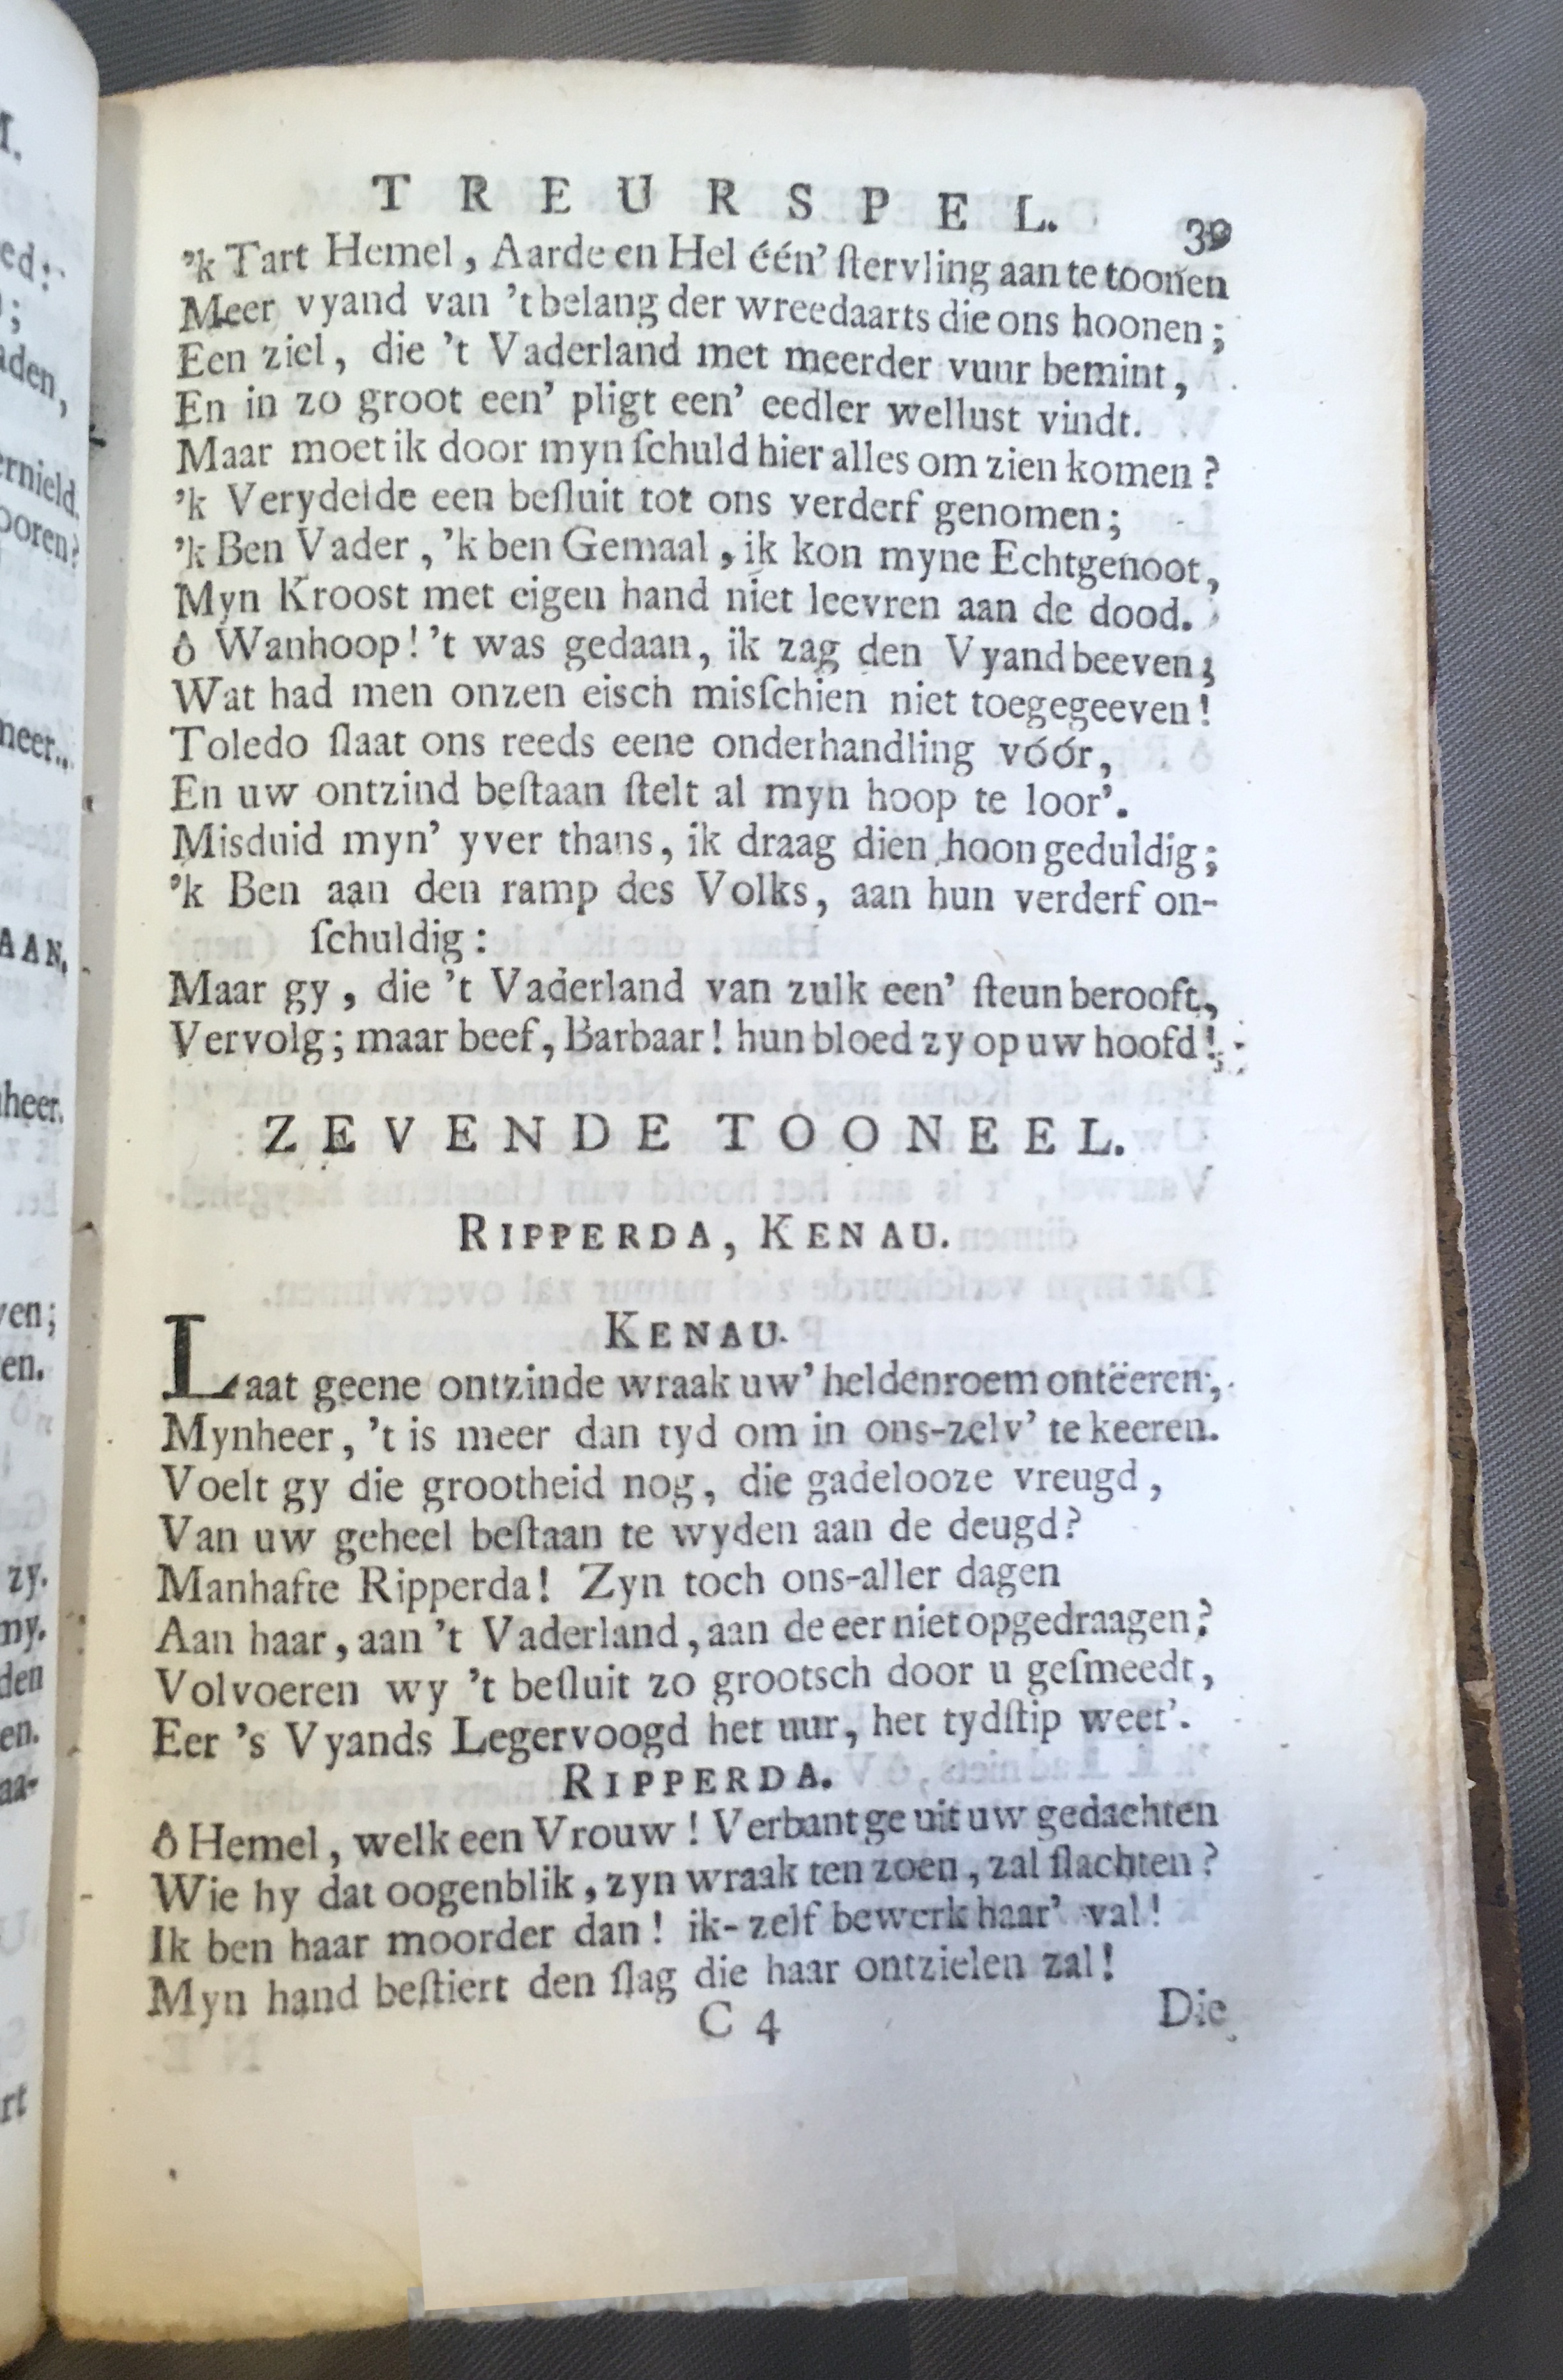 TREURSPEL. 39
'k Tart Hemel, Aarde en Hel één' ſtervling aan te toonen
Meer vyand van 't belang der wreedaarts die ons hoonen;
Een ziel, die 't Vaderland met meerder vuur bemint,
En in zo groot een' pligt een' eedler wellust vindt.
Maar moet ik door myn ſchuld hier alles om zien komen?
'k Verydelde een beſluit tot ons verderf genomen;
'k Ben Vader, 'k ben Gemaal, ik kon myne Echtgenoot,
Myn Kroost met eigen hand niet leevren aan de dood.
ô Wanhoop! 't was gedaan, ik zag den Vyand beeven;
Wat had men onzen eisch misſchien niet toegegeeven!
Toledo ſlaat ons reeds eene onderhandling vóór,
En uw ontzind beſtaan ſtelt al myn hoop te loor'.
Misduid myn' yver thans, ik draag dien hoon geduldig;
'k Ben aan den ramp des Volks, aan hun verderf on-
ſchuldig:
Maar gy, die 't Vaderland van zulk een' ſteun berooft,
Vervolg; maar beef, Barbaar! hun bloed zy op uw hoofd!
ZEVENDE TOONEEL.
RIPPERDA, KENAU.
KENAU.
Laat geene ontzinde wraak uw' heldenroem ontëeren,
Mynheer, 't is meer dan tyd om in ons-zelv' te keeren.
Voelt gy die grootheid nog, die gadelooze vreugd,
Van uw geheel beſtaan te wyden aan de deugd?
Manhafte Ripperda! Zyn toch ons-aller dagen
Aan haar, aan 't Vaderland, aan de eer niet opgedraagen?
Volvoeren wy 't beſluit zo grootsch door u geſmeedt,
Eer 's Vyands Legervoogd het uur, het tydſtip weet'.
RIPPERDA.
ô Hemel, welk een Vrouw! Verbant ge uit uw gedachten
Wie hy dat oogenblik, zyn wraak ten zoen, zal ſlachten?
Ik ben haar moorder dan! ik-zelf bewerk haar' val!
Myn hand beſtiert den ſlag die haar ontzielen zal!
C 4 Die